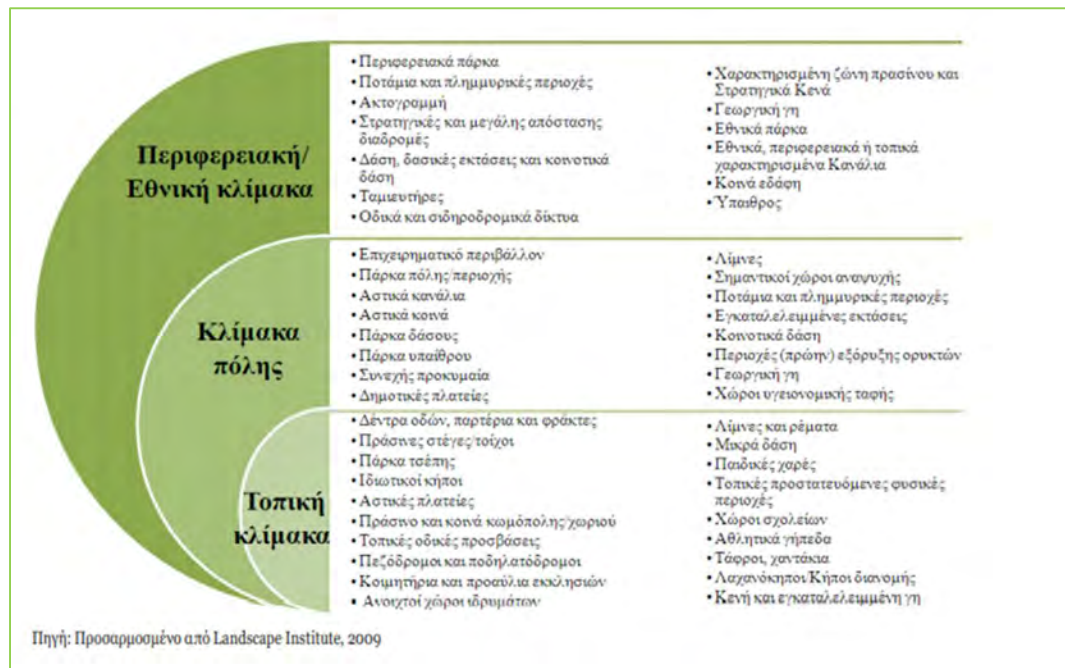 Περιφερειακή/
Εθνική κλίμακα
• Περιφερειακά πάρκα
• Ποτάμια και πλημμυρικές περιοχές
• Ακτογραμμή
• Στρατηγικές και μεγάλης απόστασης
διαδρομές
• Δάση, δασικές εκτάσεις και κοινοτικά
δάση
• Ταμιευτήρες
• Οδικά και σιδηροδρομικά δίκτυα
• Χαρακτηρισμένη ζώνη πρασίνου και
Στρατηγικά Κενά
• Γεωργική γη
• Εθνικά πάρκα
• Εθνικά, περιφερειακά ή τοπικά
χαρακτηρισμένα Κανάλια
• Κοινά εδάφη
• Ύπαιθρος
Κλίμακα
πόλης
• Επιχειρηματικό περιβάλλον
• Πάρκα πόλης/περιοχής
• Αστικά κανάλια
• Αστικά κοινά
• Πάρκα δάσους
• Πάρκα υπαίθρου
• Συνεχής προκυμαία
• Δημοτικές πλατείες
• Λίμνες
• Σημαντικοί χώροι αναψυχής
• Ποτάμια και πλημμυρικές περιοχές
• Εγκαταλελειμμένες εκτάσεις
• Κοινοτικά δάση
• Περιοχές (πρώην) εξόρυξης ορυκτών
• Γεωργική γη
• Χώροι υγειονομικής ταφής
Τοπική
κλίμακα
• Δέντρα οδών, παρτέρια και φράκτες
• Πράσινες στέγες/τοίχοι
• Πάρκα τσέπης
• Ιδιωτικοί κήποι
• Αστικές πλατείες
• Πράσινο και κοινά κωμόπολης/χωριού
• Τοπικές οδικές προσβάσεις
• Πεζόδρομοι και ποδηλατόδρομοι
• Κοιμητήρια και προαύλια εκκλησιών
• Ανοιχτοί χώροι ιδρυμάτων
• Λίμνες και ρέματα
• Μικρά δάση
• Παιδικές χαρές
• Τοπικές προστατευόμενες φυσικές
περιοχές
• Χώροι σχολείων
• Αθλητικά γήπεδα
• Τάφροι, χαντάκια
• Λαχανόκηποι/Κήποι διανομής
• Κενή και εγκαταλελειμμένη γη
Πηγή: Προσαρμοσμένο από Landscape Institute, 2009